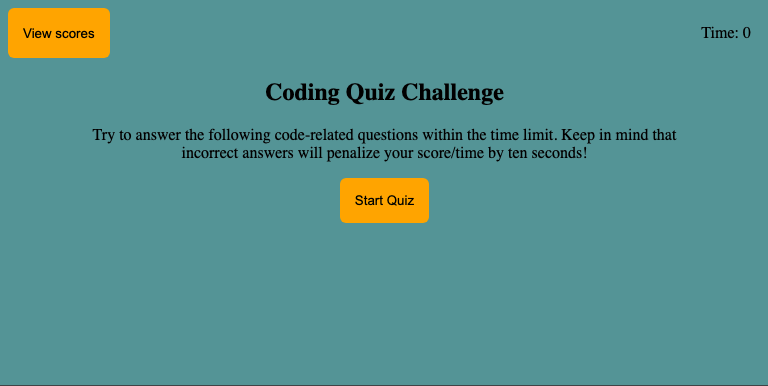 View scores
Time: 0
Coding Quiz Challenge
Try to answer the following code-related questions within the time limit. Keep in mind that
incorrect answers will penalize your score/time by ten seconds!
Start Quiz